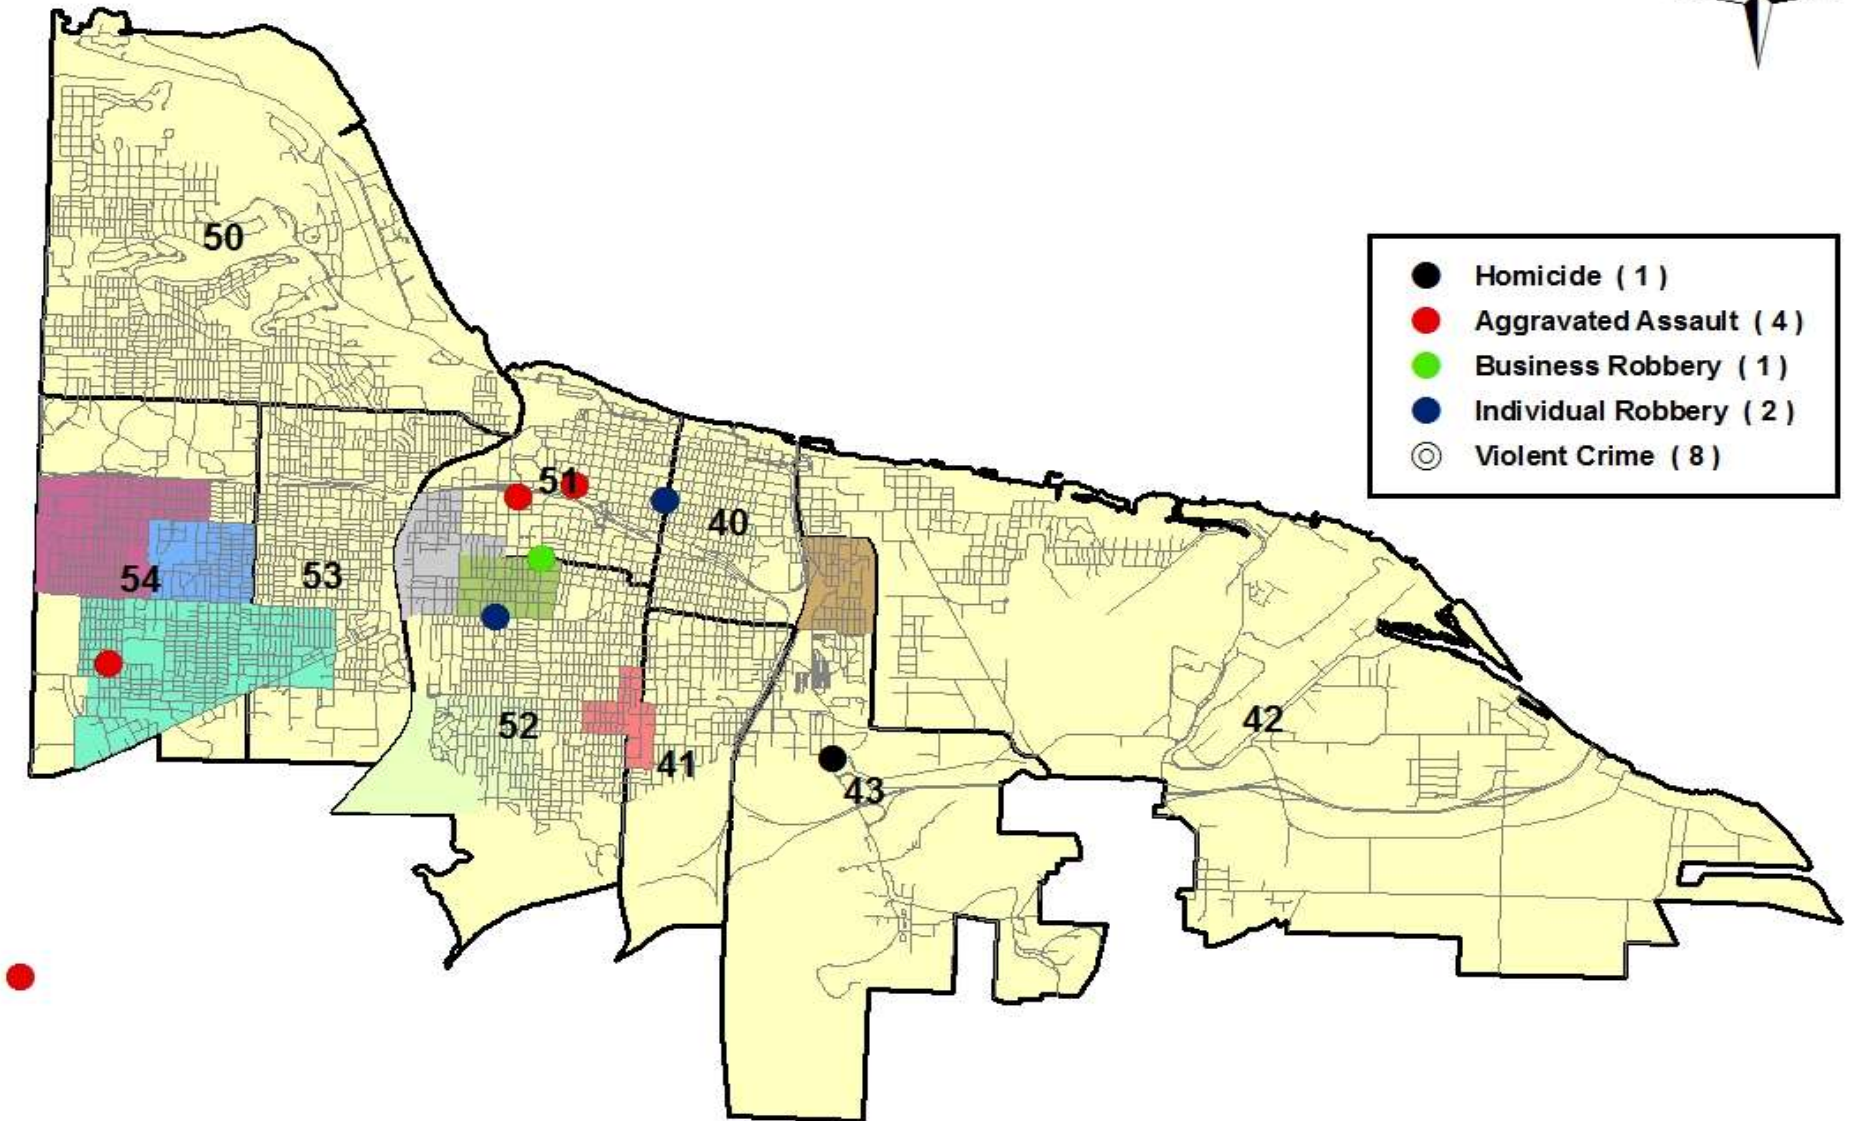 50
Homicide ( 1 )
Aggravated Assault ( 4 )
Business Robbery ( 1 )
Individual Robbery ( 2 )
Violent Crime ( 8 )
51
40
54
53
52
41
42
43